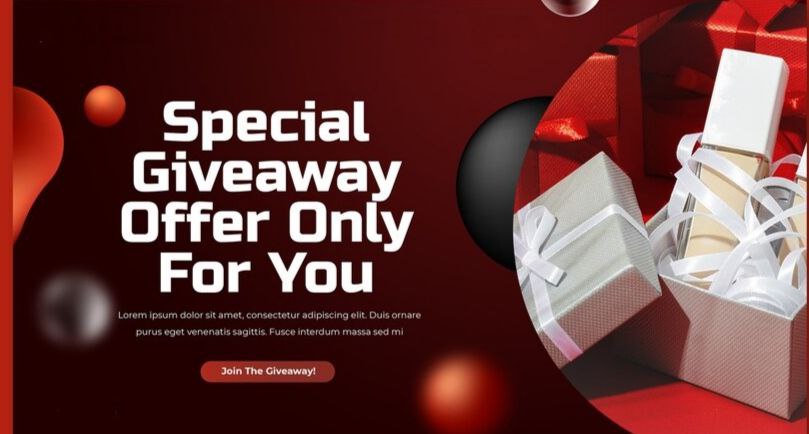 Special
Giveaway
Offer Only
For You
Lorem ipsum dolor sit amet, consectetur adipiscing elit. Duis ornare
purus eget venenatis sagittis. Fusce interdum massa sed mi
Join The Giveaway!